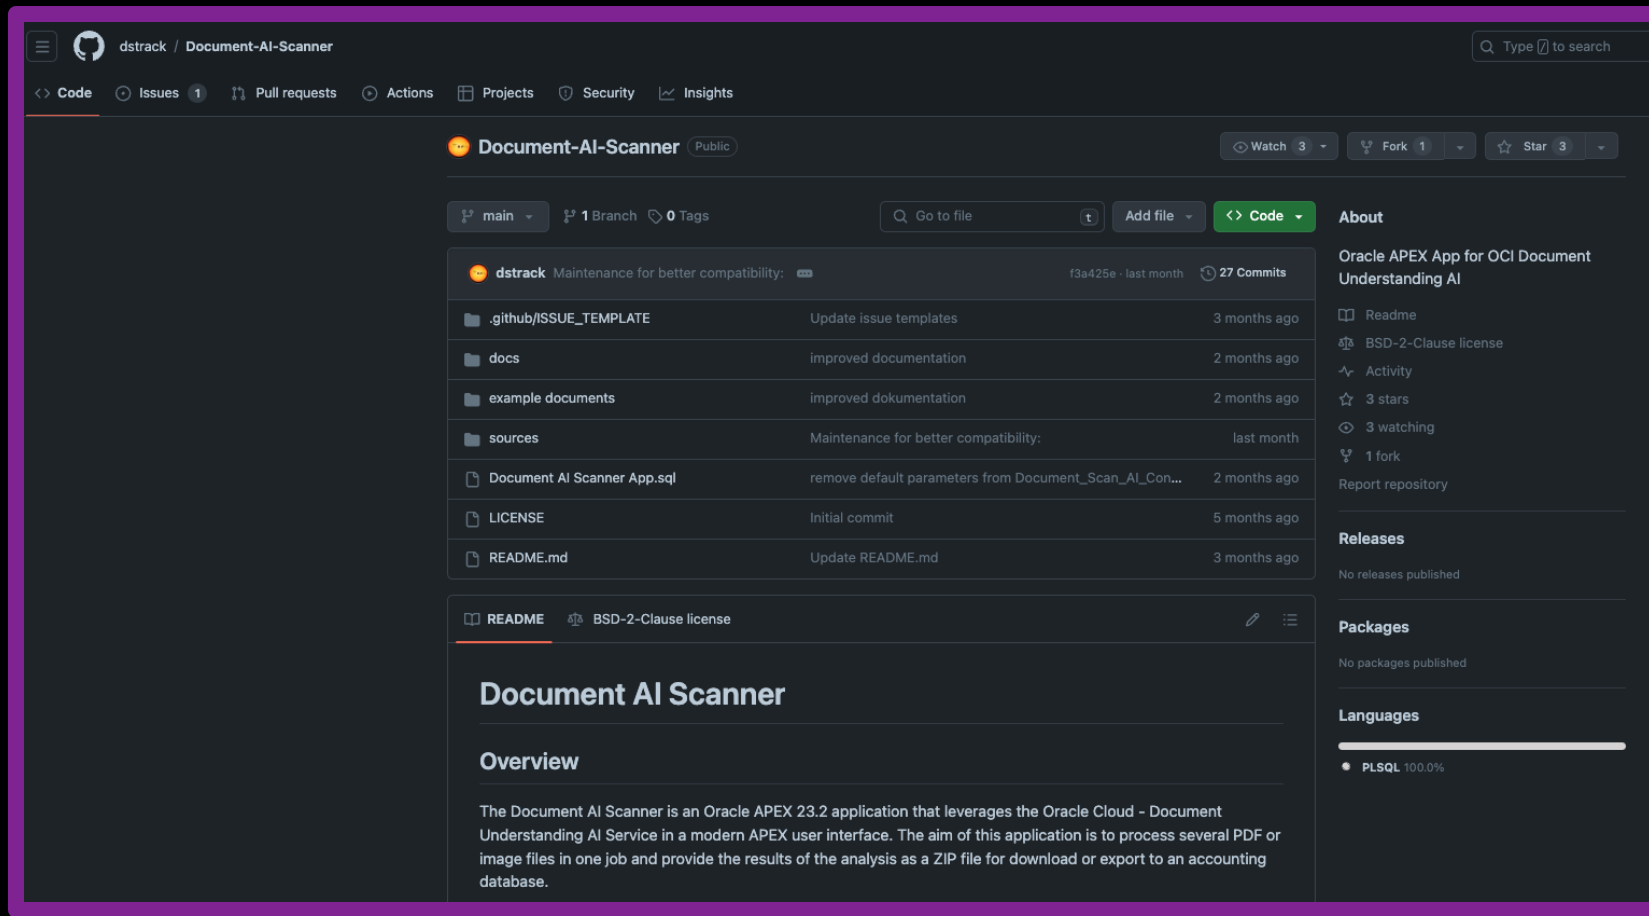 dstrack / Document-AI-Scanner
Type / to search
Code Issues 1 Pull requests Actions Projects Security Insights
Document-AI-Scanner Public
Watch 3 Fork 1 Star 3
main 1 Branch 0 Tags Go to file t Add file Code
dstrack Maintenance for better compatibility: f3a425e · last month 27 Commits
.github/ISSUE_TEMPLATE Update issue templates 3 months ago
docs improved documentation 2 months ago
example documents improved dokumentation 2 months ago
sources Maintenance for better compatibility: last month
Document AI Scanner App.sql remove default parameters from Document_Scan_AI_Con... 2 months ago
LICENSE Initial commit 5 months ago
README.md Update README.md 3 months ago
README BSD-2-Clause license
Document AI Scanner
Overview
The Document AI Scanner is an Oracle APEX 23.2 application that leverages the Oracle Cloud - Document
Understanding AI Service in a modern APEX user interface. The aim of this application is to process several PDF or
image files in one job and provide the results of the analysis as a ZIP file for download or export to an accounting
database.
About
Oracle APEX App for OCI Document
Understanding AI
Readme
BSD-2-Clause license
Activity
3 stars
3 watching
1 fork
Report repository
Releases
No releases published
Packages
No packages published
Languages
PLSQL 100.0%